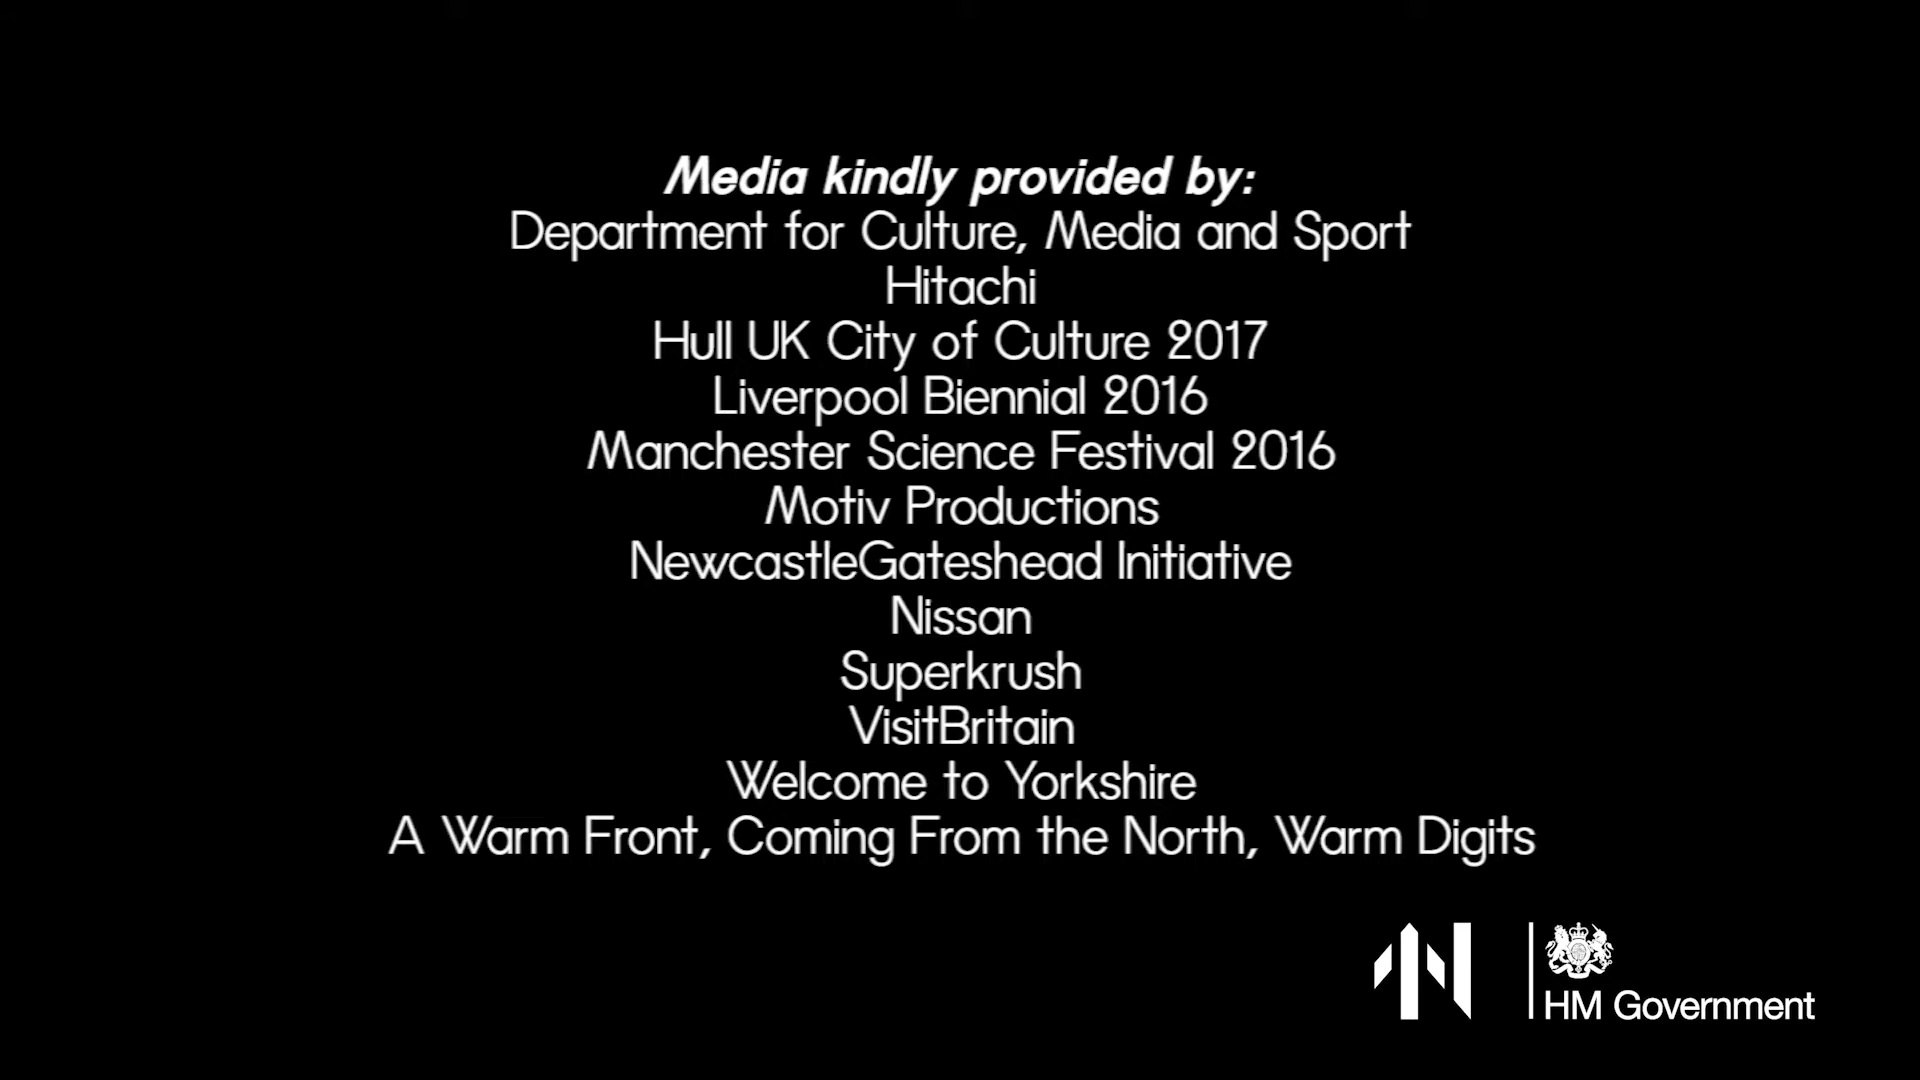 Media kindly provided by:
Department for Culture, Media and Sport
Hitachi
Hull UK City of Culture 2017
Liverpool Biennial 2016
Manchester Science Festival 2016
Motiv Productions
NewcastleGateshead Initiative
Nissan
Superkrush
VisitBritain
Welcome to Yorkshire
A Warm Front, Coming From the North, Warm Digits
HM Government